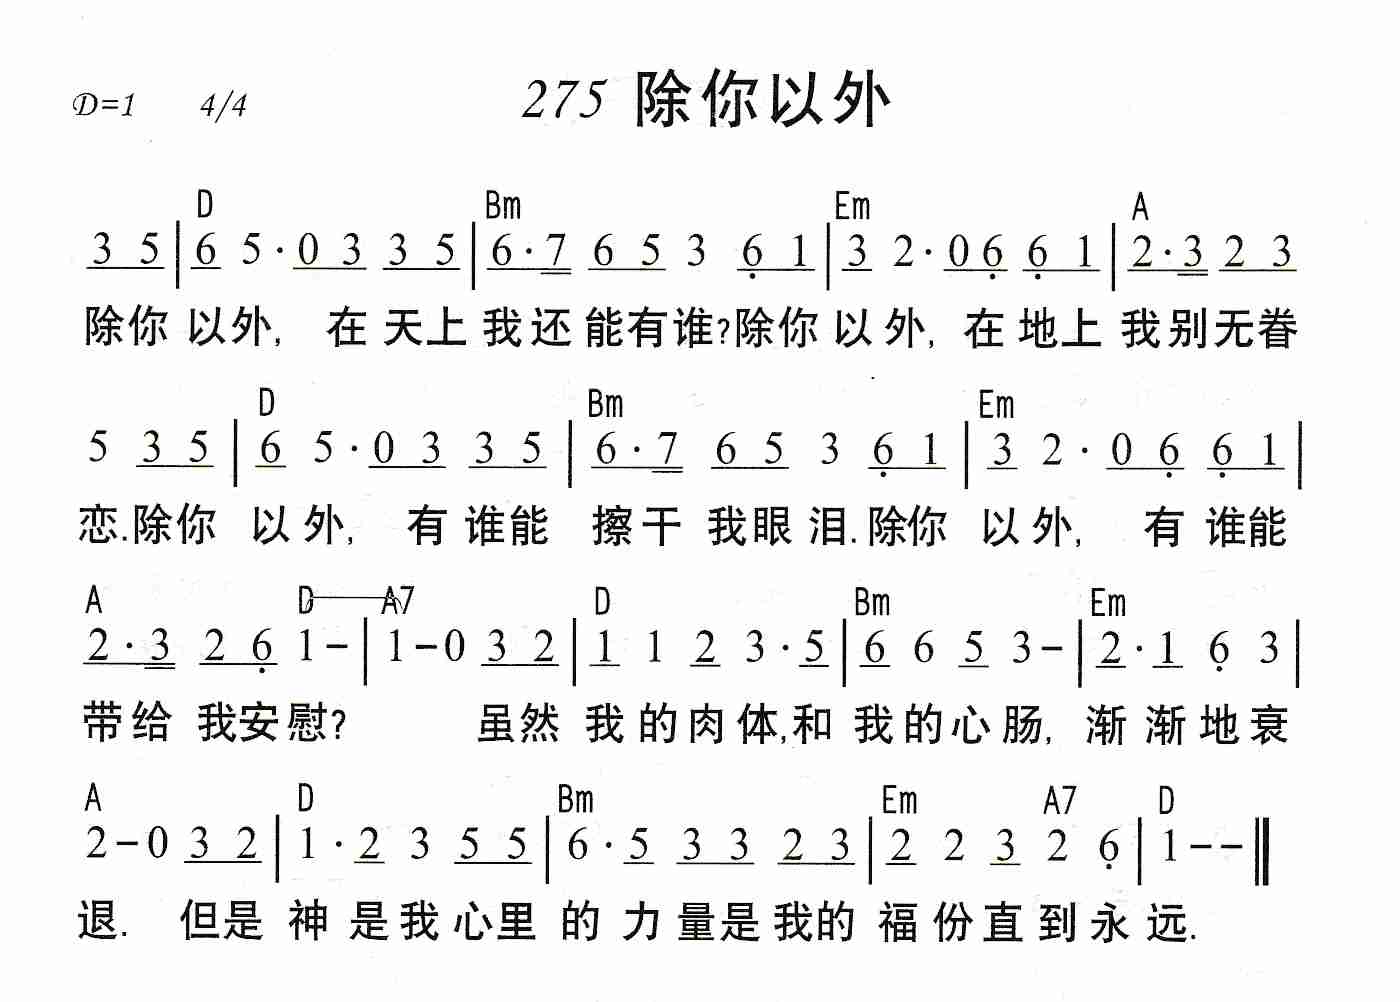 D=1 4/4 275 除你以外
D Bm Em A
3 5 | 6 5 · 0 3 3 5 | 6 · 7 6 5 3 6 1 | 3 2 · 0 6 6 1 | 2 · 3 2 3
除你 以外, 在 天上 我还 能有谁?除你 以 外, 在 地上 我别无眷
D Bm Em
5 3 5 | 6 5 · 0 3 3 5 | 6 · 7 6 5 3 6 1 | 3 2 · 0 6 6 1 |
恋.除你 以外, 有 谁能 擦干 我眼 泪.除你 以外, 有 谁能
A D A7 D Bm Em
2 · 3 2 6 1 - | 1 - 0 3 2 | 1 1 2 3 · 5 | 6 6 5 3 - | 2 · 1 6 3 |
带给 我安慰? 虽然 我的肉体,和 我的心肠, 渐渐地衰
A D Bm Em A7 D
2 - 0 3 2 | 1 · 2 3 5 5 | 6 · 5 3 3 2 3 | 2 2 3 2 6 | 1 - - ‖
退. 但是 神 是我心里 的 力 量是我的 福份直到永远.